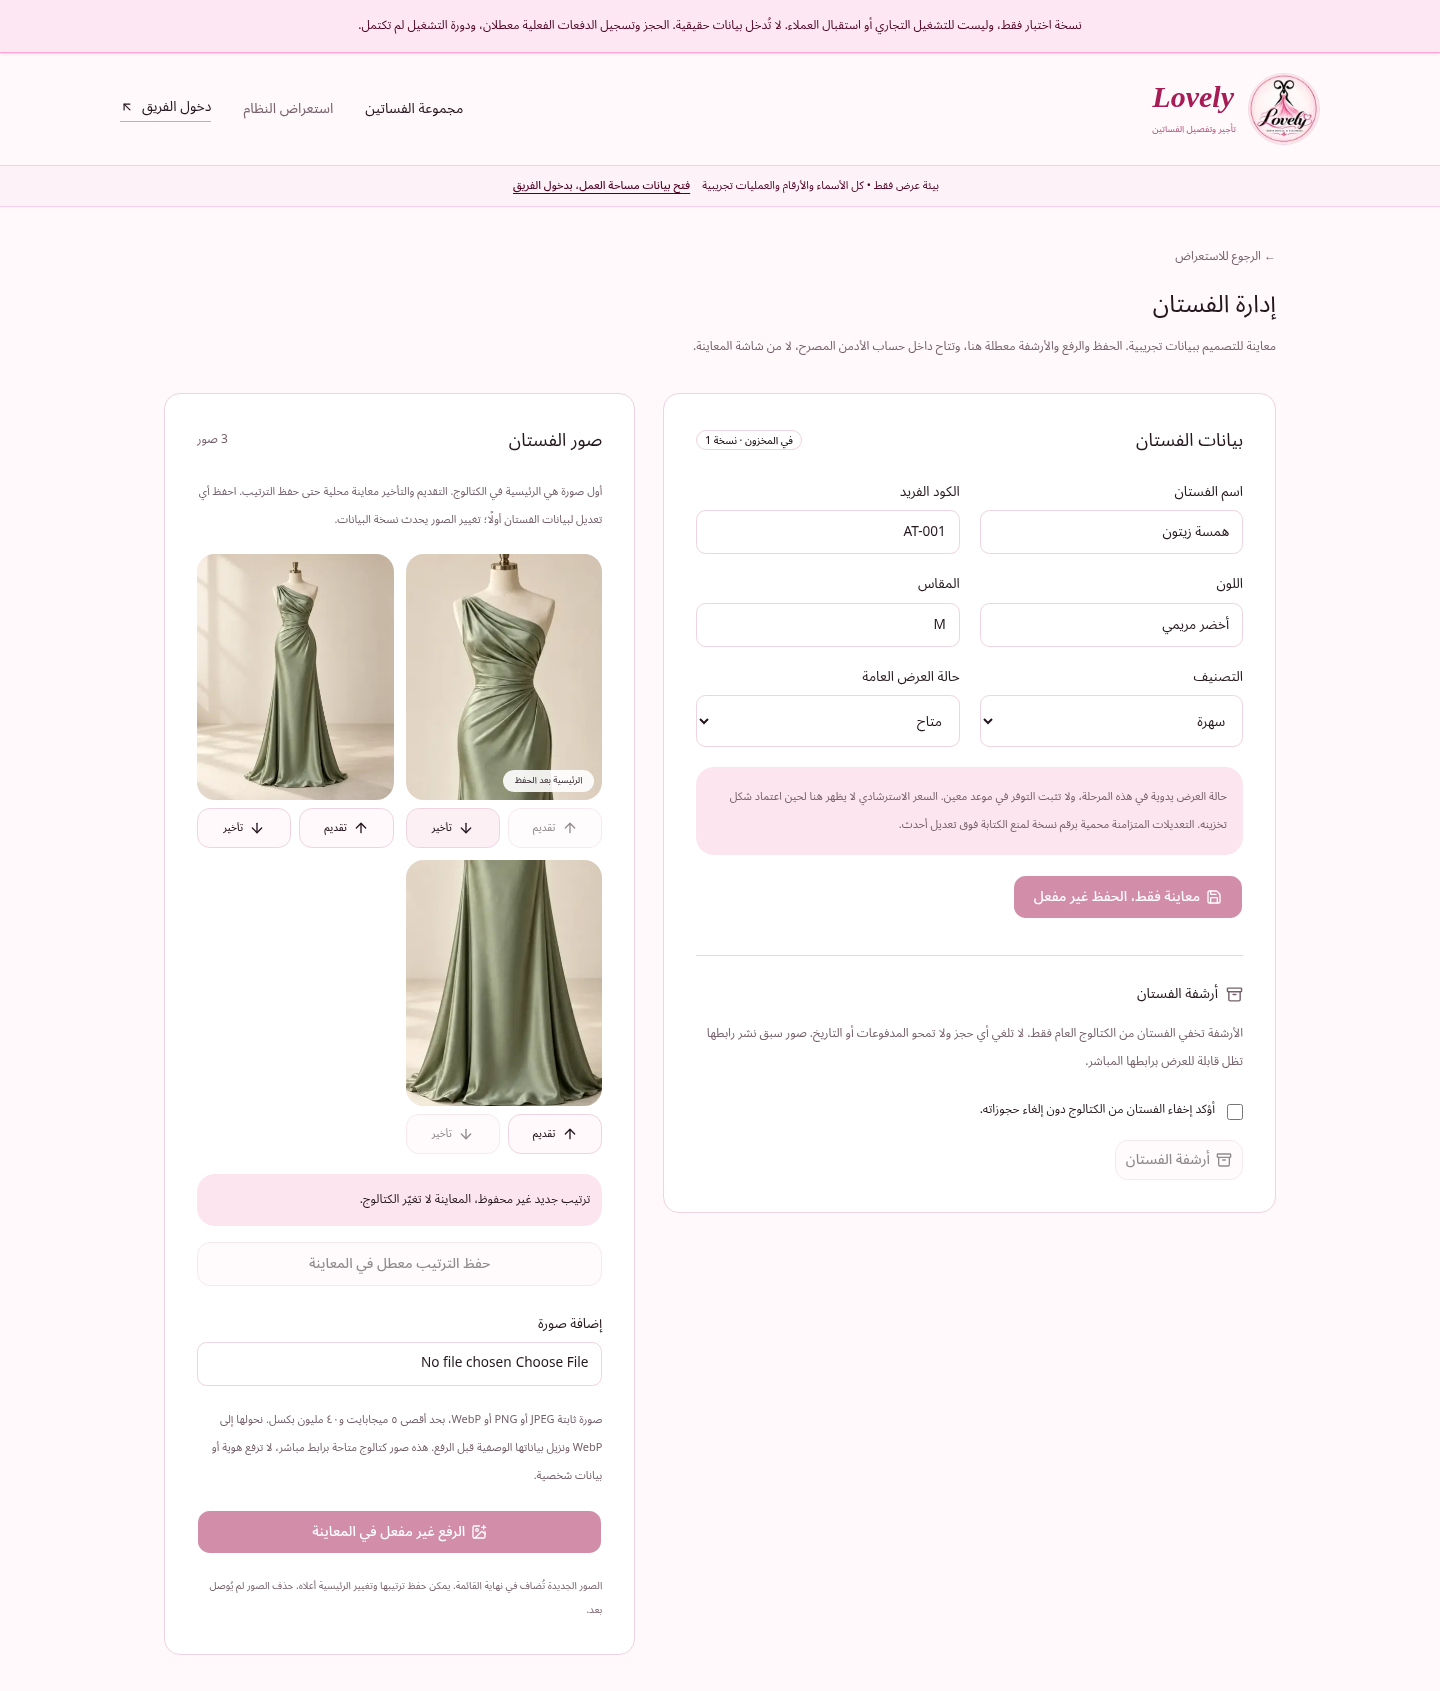 نسخة اختبار فقط، وليست للتشغيل التجاري أو استقبال العملاء. لا تُدخل بيانات حقيقية. الحجز وتسجيل الدفعات الفعلية معطلان، ودورة التشغيل لم تكتمل.
Lovely
Lovely
تأجير وتفصيل الفساتين
مجموعة الفساتين
استعراض النظام
دخول الفريق
بيئة عرض فقط • كل الأسماء والأرقام والعمليات تجريبية
فتح بيانات مساحة العمل، بدخول الفريق
← الرجوع للاستعراض
إدارة الفستان
معاينة للتصميم ببيانات تجريبية. الحفظ والرفع والأرشفة معطلة هنا، وتتاح داخل حساب الأدمن المصرح، لا من شاشة المعاينة.
بيانات الفستان
في المخزون · نسخة 1
اسم الفستان
الكود الفريد
همسة زيتون
AT-001
اللون
المقاس
أخضر مريمي
M
التصنيف
حالة العرض العامة
سهرة
متاح
حالة العرض يدوية في هذه المرحلة، ولا تثبت التوفر في موعد معين. السعر الاسترشادي لا يظهر هنا لحين اعتماد شكل
تخزينه. التعديلات المتزامنة محمية برقم نسخة لمنع الكتابة فوق تعديل أحدث.
معاينة فقط، الحفظ غير مفعل
أرشفة الفستان
الأرشفة تخفي الفستان من الكتالوج العام فقط. لا تلغي أي حجز ولا تمحو المدفوعات أو التاريخ. صور سبق نشر رابطها
تظل قابلة للعرض برابطها المباشر.
أؤكد إخفاء الفستان من الكتالوج دون إلغاء حجوزاته.
أرشفة الفستان
صور الفستان
3 صور
أول صورة هي الرئيسية في الكتالوج. التقديم والتأخير معاينة محلية حتى حفظ الترتيب. احفظ أي
تعديل لبيانات الفستان أولًا؛ تغيير الصور يحدث نسخة البيانات.
الرئيسية بعد الحفظ
تقديم
تأخير
تقديم
تأخير
تقديم
تأخير
ترتيب جديد غير محفوظ، المعاينة لا تغيّر الكتالوج.
حفظ الترتيب معطل في المعاينة
إضافة صورة
No file chosen Choose File
صورة ثابتة JPEG أو PNG أو WebP، بحد أقصى ٥ ميجابايت و٤٠ مليون بكسل. نحولها إلى
WebP ونزيل بياناتها الوصفية قبل الرفع. هذه صور كتالوج متاحة برابط مباشر، لا ترفع هوية أو
بيانات شخصية.
الرفع غير مفعل في المعاينة
الصور الجديدة تُضاف في نهاية القائمة. يمكن حفظ ترتيبها وتغيير الرئيسية أعلاه. حذف الصور لم يُوصل
بعد.